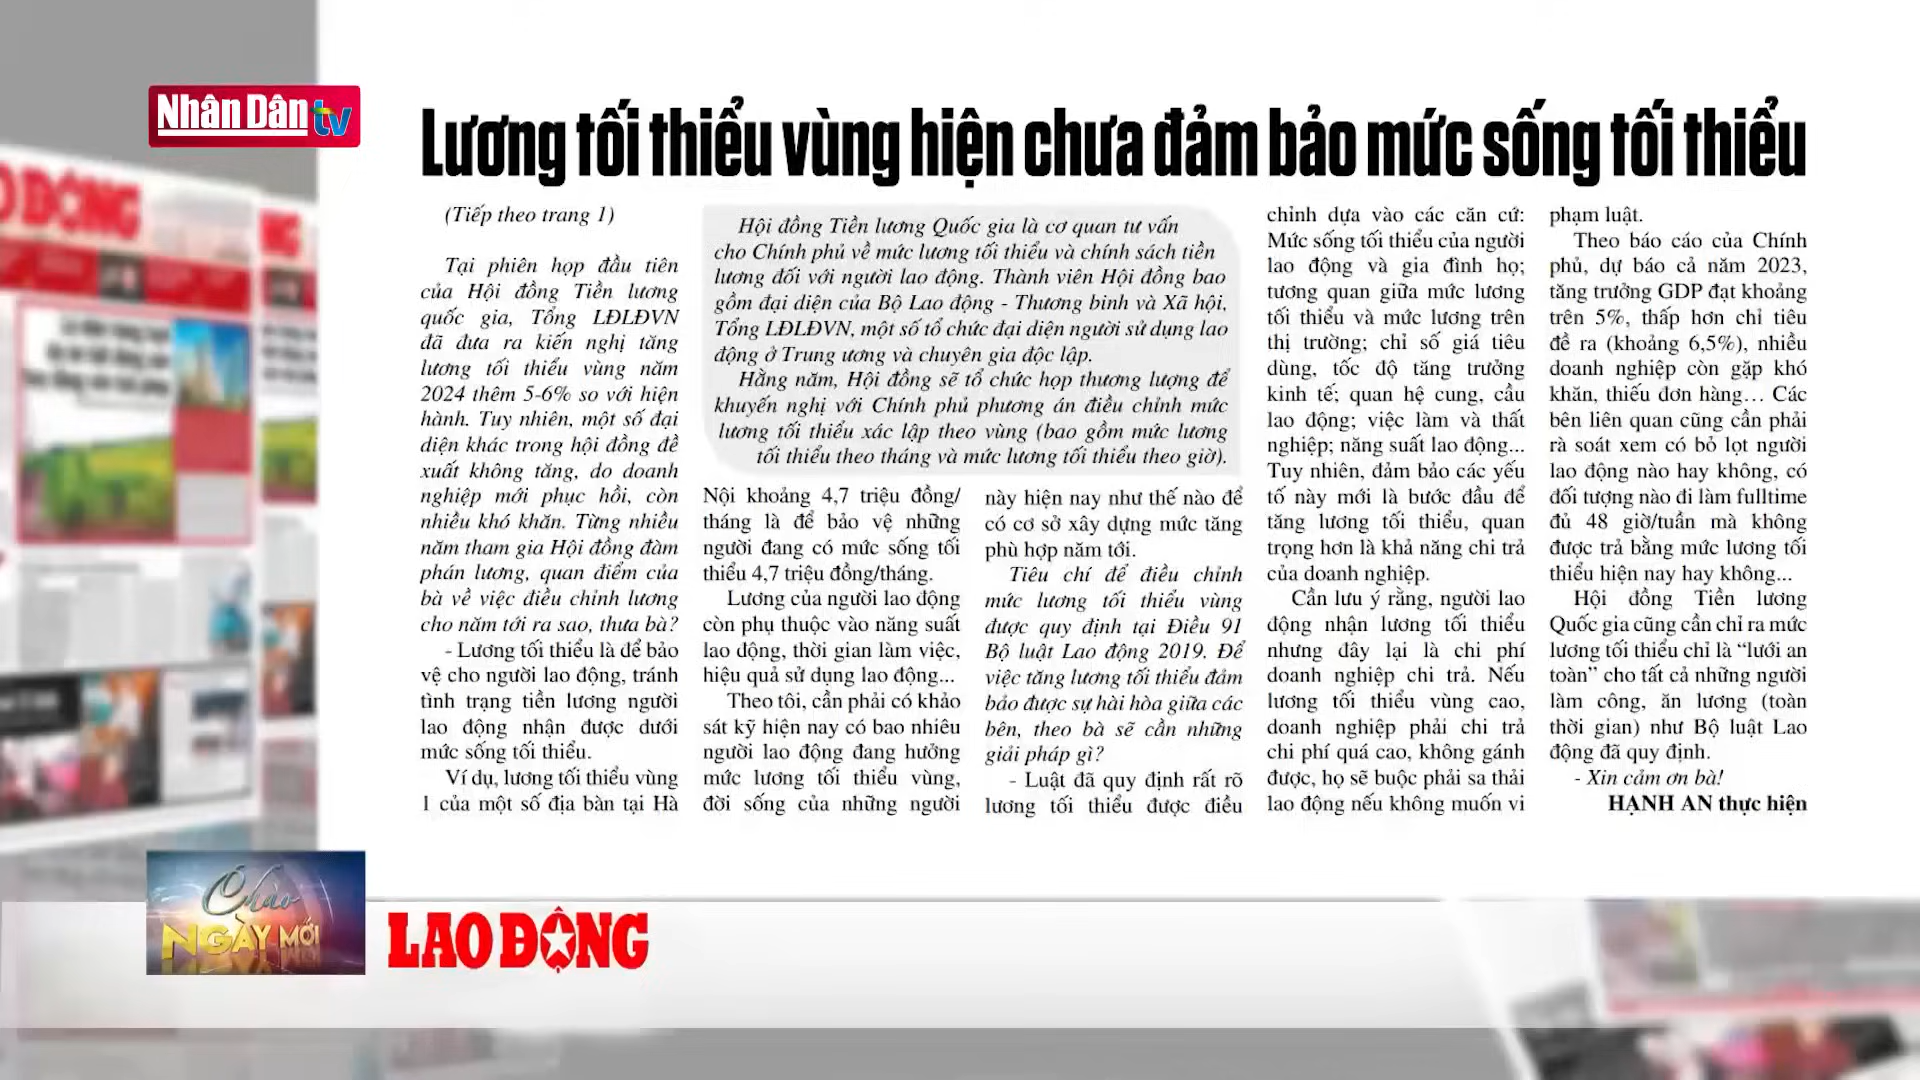 Nhân Dân tv
Lương tối thiểu vùng hiện chưa đảm bảo mức sống tối thiểu
(Tiếp theo trang 1)
Tại phiên họp đầu tiên
của Hội đồng Tiền lương
quốc gia, Tổng LĐLĐVN
đã đưa ra kiến nghị tăng
lương tối thiểu vùng năm
2024 thêm 5-6% so với hiện
hành. Tuy nhiên, một số đại
diện khác trong hội đồng đề
xuất không tăng, do doanh
nghiệp mới phục hồi, còn
nhiều khó khăn. Từng nhiều
năm tham gia Hội đồng đàm
phán lương, quan điểm của
bà về việc điều chỉnh lương
cho năm tới ra sao, thưa bà?
- Lương tối thiểu là để bảo
vệ cho người lao động, tránh
tình trạng tiền lương người
lao động nhận được dưới
mức sống tối thiểu.
Ví dụ, lương tối thiểu vùng
1 của một số địa bàn tại Hà
Hội đồng Tiền lương Quốc gia là cơ quan tư vấn
cho Chính phủ về mức lương tối thiểu và chính sách tiền
lương đối với người lao động. Thành viên Hội đồng bao
gồm đại diện của Bộ Lao động - Thương binh và Xã hội,
Tổng LĐLĐVN, một số tổ chức đại diện người sử dụng lao
động ở Trung ương và chuyên gia độc lập.
Hằng năm, Hội đồng sẽ tổ chức họp thương lượng để
khuyến nghị với Chính phủ phương án điều chỉnh mức
lương tối thiểu xác lập theo vùng (bao gồm mức lương
tối thiểu theo tháng và mức lương tối thiểu theo giờ).
Nội khoảng 4,7 triệu đồng/
tháng là để bảo vệ những
người đang có mức sống tối
thiểu 4,7 triệu đồng/tháng.
Lương của người lao động
còn phụ thuộc vào năng suất
lao dộng, thời gian làm việc,
hiệu quả sử dụng lao động...
Theo tôi, cần phải có khảo
sát kỹ hiện nay có bao nhiêu
người lao động đang hưởng
mức lương tối thiểu vùng,
đời sống của những người
này hiện nay như thế nào để
có cơ sở xây dựng mức tăng
phù hợp năm tới.
Tiêu chí để điều chỉnh
mức lương tối thiểu vùng
được quy định tại Điều 91
Bộ luật Lao động 2019. Để
việc tăng lương tối thiểu đảm
bảo được sự hài hòa giữa các
bên, theo bà sẽ cần những
giải pháp gì?
- Luật đã quy định rất rõ
lương tối thiểu được điều
chỉnh dựa vào các căn cứ:
Mức sống tối thiểu của người
lao động và gia đình họ;
tương quan giữa mức lương
tối thiểu và mức lương trên
thị trường; chỉ số giá tiêu
dùng, tốc độ tăng trưởng
kinh tế; quan hệ cung, cầu
lao động; việc làm và thất
nghiệp; năng suất lao động...
Tuy nhiên, đảm bảo các yếu
tố này mới là bước đầu để
tăng lương tối thiểu, quan
trọng hơn là khả năng chi trả
của doanh nghiệp.
Cần lưu ý rằng, người lao
động nhận lương tối thiểu
nhưng đây lại là chi phí
doanh nghiệp chi trả. Nếu
lương tối thiểu vùng cao,
doanh nghiệp phải chi trả
chi phí quá cao, không gánh
được, họ sẽ buộc phải sa thải
lao động nếu không muốn vi
phạm luật.
Theo báo cáo của Chính
phủ, dự báo cả năm 2023,
tăng trưởng GDP đạt khoảng
trên 5%, thấp hơn chỉ tiêu
đề ra (khoảng 6,5%), nhiều
doanh nghiệp còn gặp khó
khăn, thiếu đơn hàng... Các
bên liên quan cũng cần phải
rà soát xem có bỏ lọt người
lao động nào hay không, có
đối tượng nào đi làm fulltime
đủ 48 giờ/tuần mà không
được trả bằng mức lương tối
thiểu hiện nay hay không...
Hội đồng Tiền lương
Quốc gia cũng cần chỉ ra mức
lương tối thiểu chỉ là “lưới an
toàn” cho tất cả những người
làm công, ăn lương (toàn
thời gian) như Bộ luật Lao
động đã quy định.
- Xin cảm ơn bà!
HẠNH AN thực hiện
Chào
NGÀY MỚI
LAO ĐỘNG